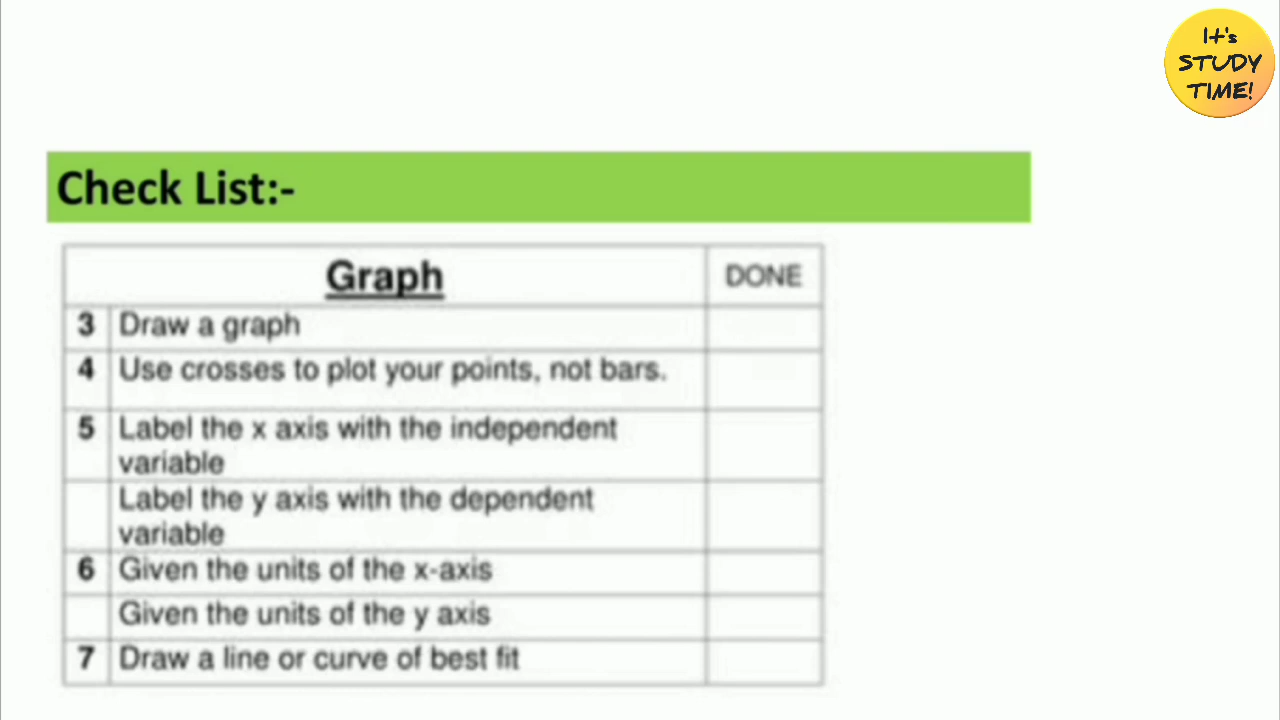 It's
STUDY
TIME!
Check List:-
Graph DONE
3 Draw a graph
4 Use crosses to plot your points, not bars.
5 Label the x axis with the independent
variable
Label the y axis with the dependent
variable
6 Given the units of the x-axis
Given the units of the y axis
7 Draw a line or curve of best fit